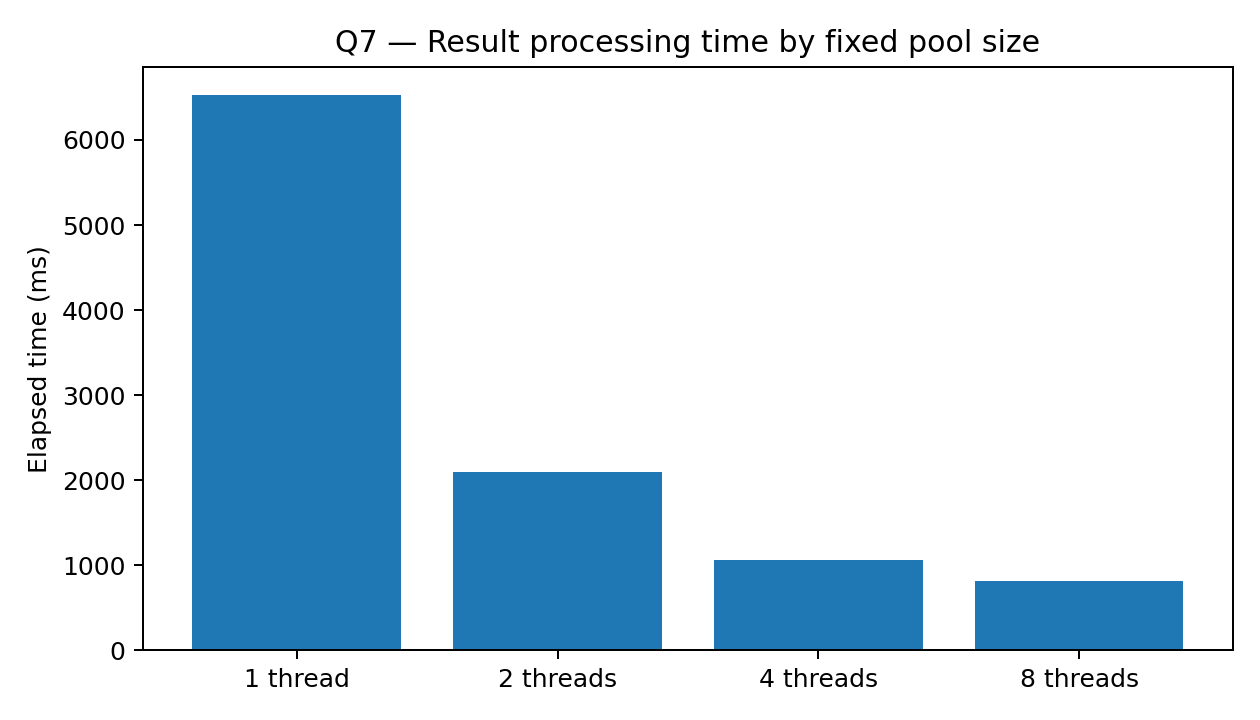 Q7 — Result processing time by fixed pool size
Elapsed time (ms)
6000
5000
4000
3000
2000
1000
0
1 thread
2 threads
4 threads
8 threads